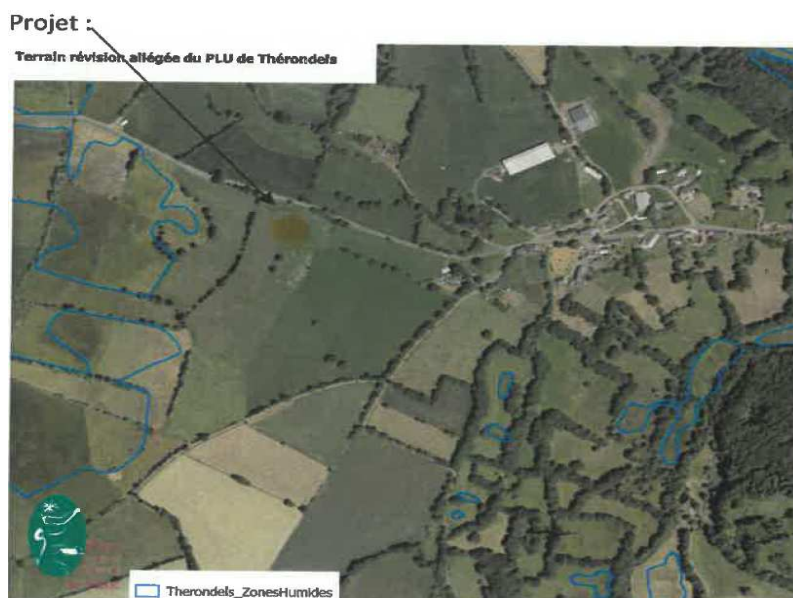 Projet :
Terrain révision allégée du PLU de Thérondels
Therondels_ZonesHumides